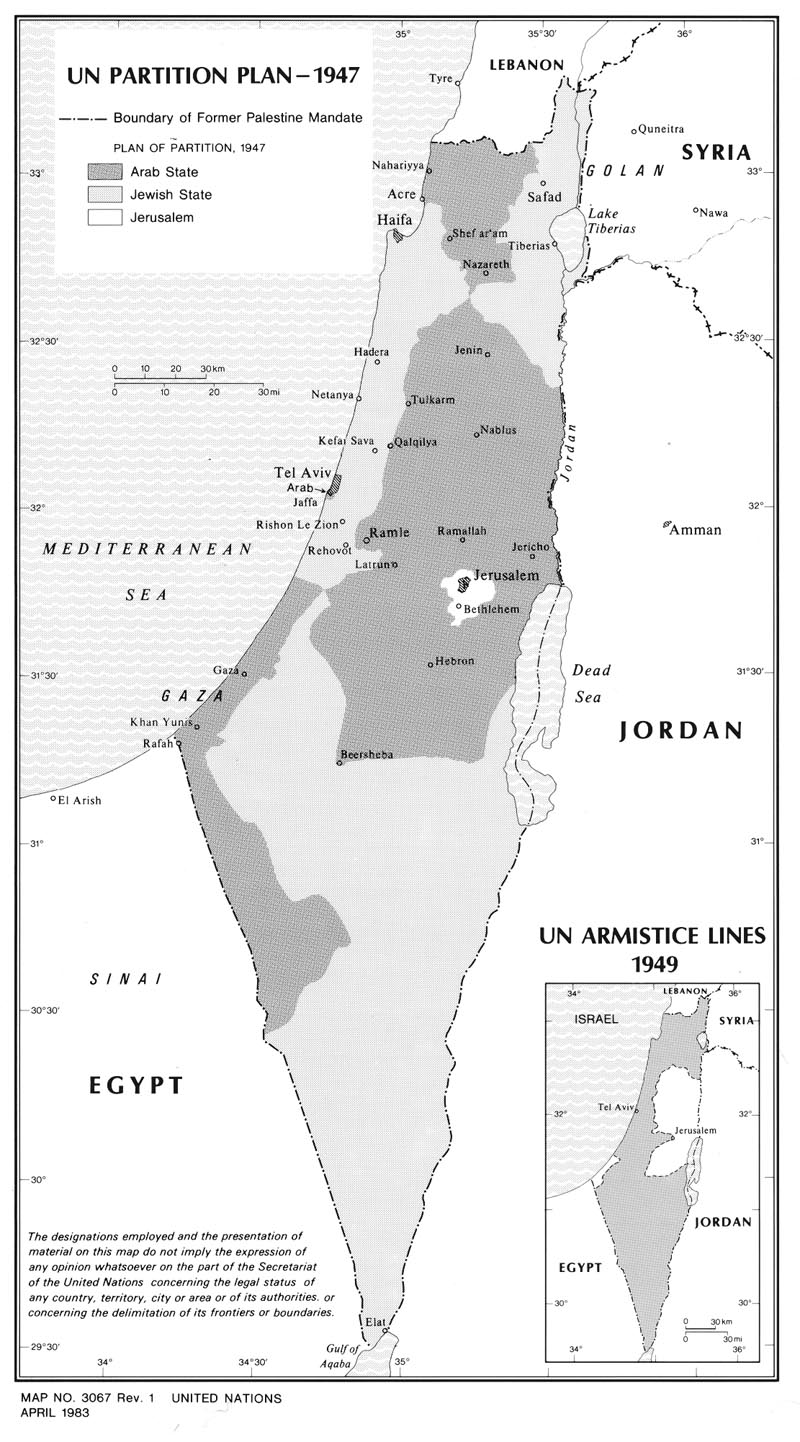 35°
35°30'
36°
UN PARTITION PLAN – 1947
Boundary of Former Palestine Mandate
PLAN OF PARTITION, 1947
Arab State
Jewish State
Jerusalem
LEBANON
Tyre
Quneitra
SYRIA
GOLAN
33°
33°
Nahariyya
Acre
Safad
Haifa
Lake
Tiberias
Nawa
Shefar'am
Tiberias
Nazareth
32°30'
32°30'
Hadera
Jenin
0 10 20 30km
0 10 20 30mi
Netanya
Tulkarm
Nablus
Kefar Sava
Qalqilya
Jordan
Tel Aviv
Arab
Jaffa
32°
32°
Rishon Le Zion
Ramle
Ramallah
Amman
MEDITERRANEAN
SEA
Rehovot
Jericho
Latrun
Jerusalem
Bethlehem
31°30'
31°30'
Gaza
Hebron
Dead
Sea
GAZA
Khan Yunis
Rafah
JORDAN
Beersheba
El Arish
31°
31°
SINAI
30°30'
EGYPT
30°
UN ARMISTICE LINES
1949
34°
LEBANON
36°
ISRAEL
SYRIA
Tel Aviv
32°
32°
Jerusalem
JORDAN
EGYPT
30°
30°
0 30 km
0 30 mi
34°
36°
The designations employed and the presentation of
material on this map do not imply the expression of
any opinion whatsoever on the part of the Secretariat
of the United Nations concerning the legal status of
any country, territory, city or area or of its authorities. or
concerning the delimitation of its frontiers or boundaries.
Elat
Gulf of
Aqaba
29°30'
34°
34°30'
35°
MAP NO. 3067 Rev. 1 UNITED NATIONS
APRIL 1983